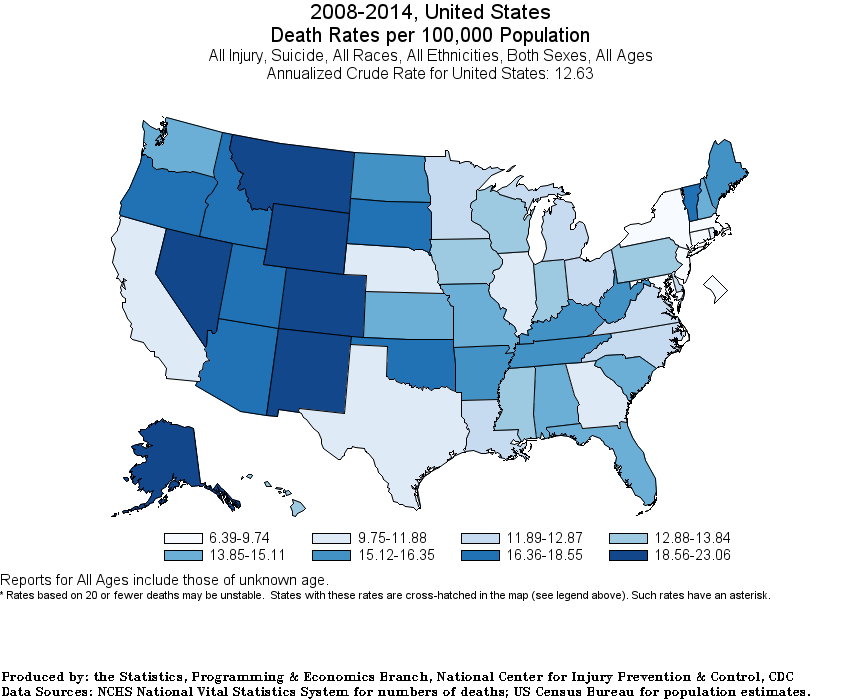 2008-2014, United States
Death Rates per 100,000 Population
All Injury, Suicide, All Races, All Ethnicities, Both Sexes, All Ages
Annualized Crude Rate for United States: 12.63
6.39-9.74 9.75-11.88 11.89-12.87 12.88-13.84
13.85-15.11 15.12-16.35 16.36-18.55 18.56-23.06
Reports for All Ages include those of unknown age.
* Rates based on 20 or fewer deaths may be unstable. States with these rates are cross-hatched in the map (see legend above). Such rates have an asterisk.
Produced by: the Statistics, Programming & Economics Branch, National Center for Injury Prevention & Control, CDC
Data Sources: NCHS National Vital Statistics System for numbers of deaths; US Census Bureau for population estimates.